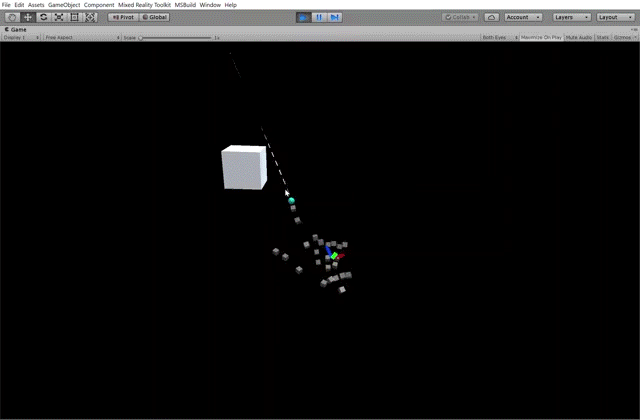 File Edit Assets GameObject Component Mixed Reality Toolkit MSBuild Window Help
Pivot Global Collab Account Layers Layout
Game
Display 1 Free Aspect Scale 1x Both Eyes Maximize On Play Mute Audio Stats Gizmos